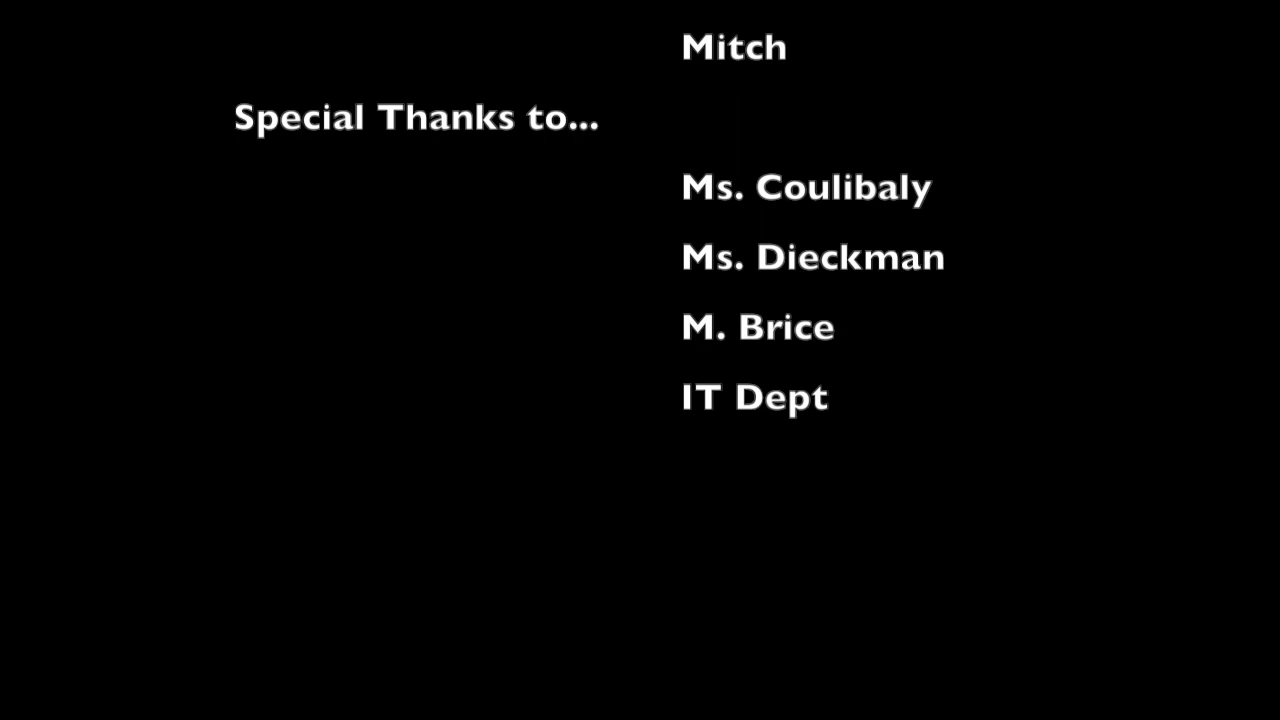 Mitch
Special Thanks to...
Ms. Coulibaly
Ms. Dieckman
M. Brice
IT Dept